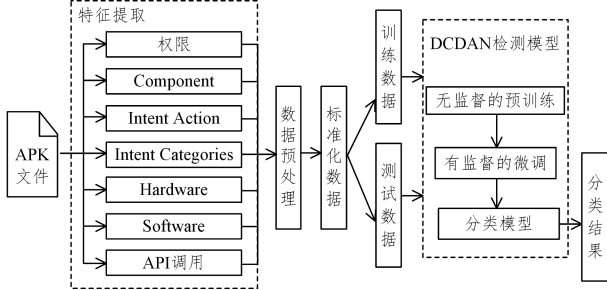 特征提取
APK
文件
权限
Component
Intent Action
Intent Categories
Hardware
Software
API调用
数据预处理
标准化数据
训练数据
测试数据
DCDAN检测模型
无监督的预训练
有监督的微调
分类模型
分类结果